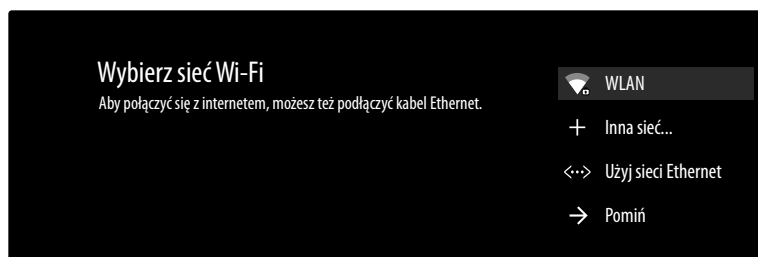 Wybierz sieć Wi-Fi
Aby połączyć się z internetem, możesz też podłączyć kabel Ethernet.
WLAN
Inna sieć...
Użyj sieci Ethernet
Pomiń